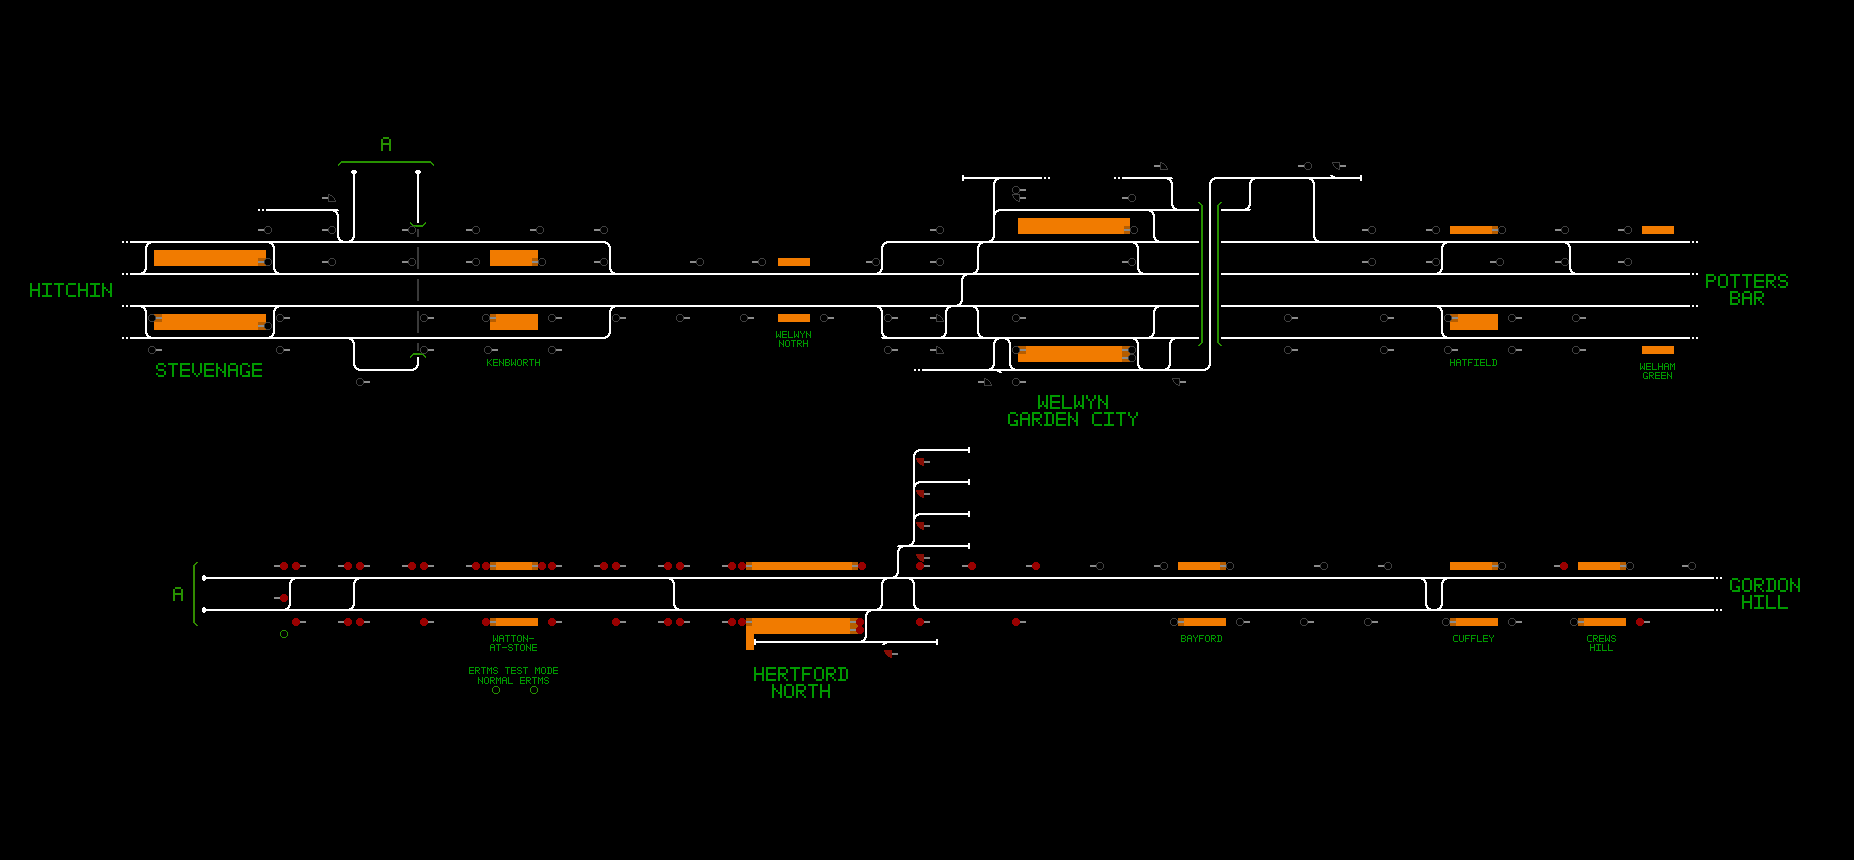 A
HITCHIN
STEVENAGE
KENBWORTH
WELWYN
NOTRH
WELWYN
GARDEN CITY
HATFIELD
WELHAM
GREEN
POTTERS
BAR
A
WATTON-
AT-STONE
ERTMS TEST MODE
NORMAL ERTMS
HERTFORD
NORTH
BAYFORD
CUFFLEY
CREWS
HILL
GORDON
HILL